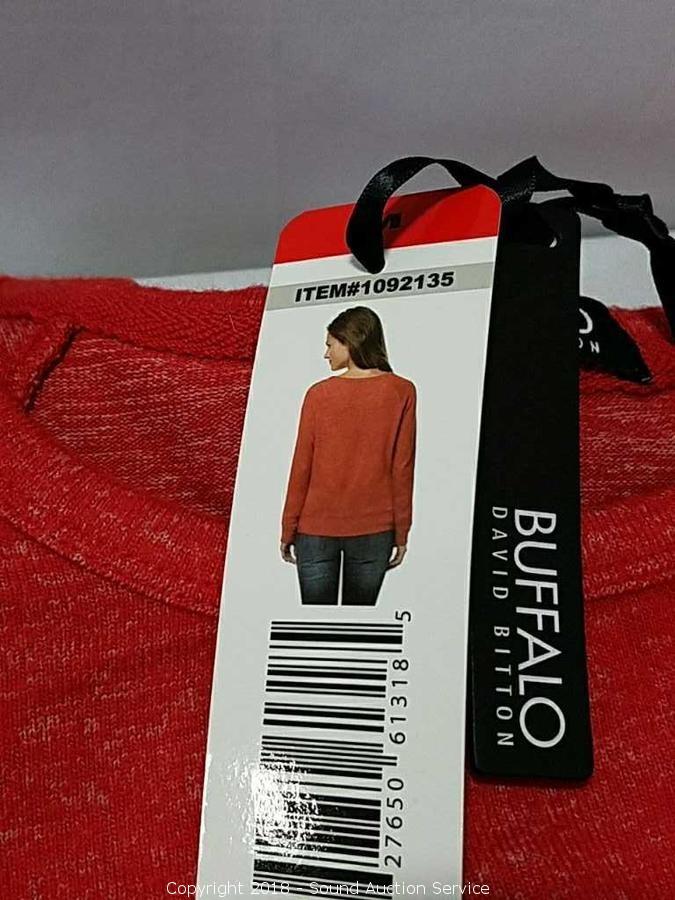 M
ITEM#1092135
BUFFALO
DAVID BITTON
27650 61318 5
Copyright 2018 - Sound Auction Service